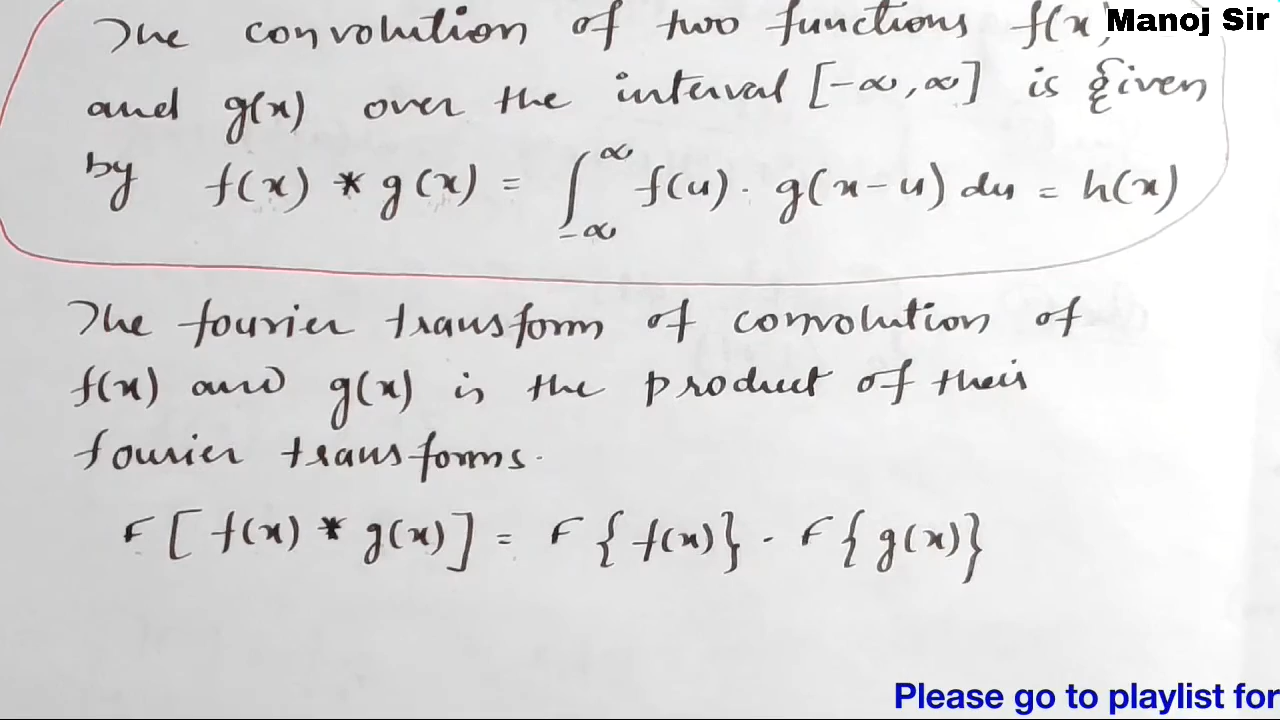 The convolution of two functions f(x)
Manoj Sir
and g(x) over the interval [-∞, ∞] is given
by f(x) * g(x) = ∫_{-∞}^{∞} f(u) · g(x-u) du = h(x)
The fourier transform of convolution of
f(x) and g(x) is the product of their
fourier transforms.
F [ f(x) * g(x) ] = F { f(x) } · F { g(x) }
Please go to playlist for